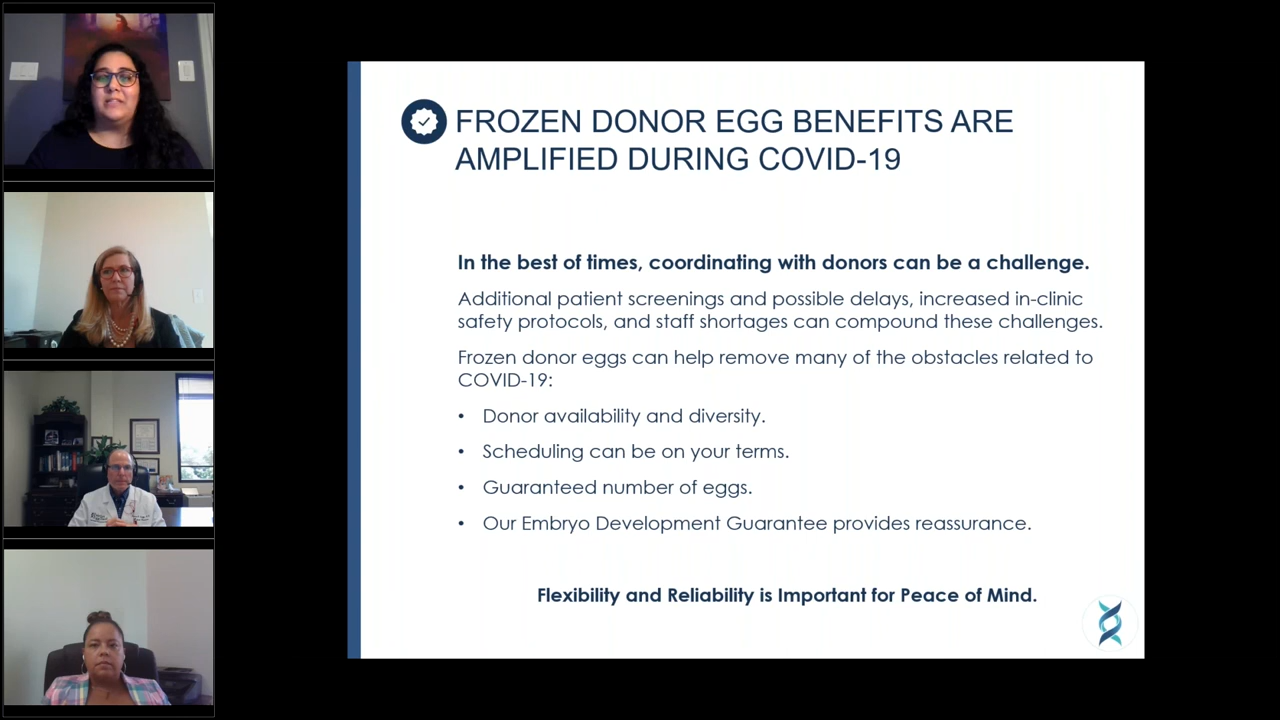 FROZEN DONOR EGG BENEFITS ARE
AMPLIFIED DURING COVID-19
In the best of times, coordinating with donors can be a challenge.
Additional patient screenings and possible delays, increased in-clinic
safety protocols, and staff shortages can compound these challenges.
Frozen donor eggs can help remove many of the obstacles related to
COVID-19:
• Donor availability and diversity.
• Scheduling can be on your terms.
• Guaranteed number of eggs.
• Our Embryo Development Guarantee provides reassurance.
Flexibility and Reliability is Important for Peace of Mind.